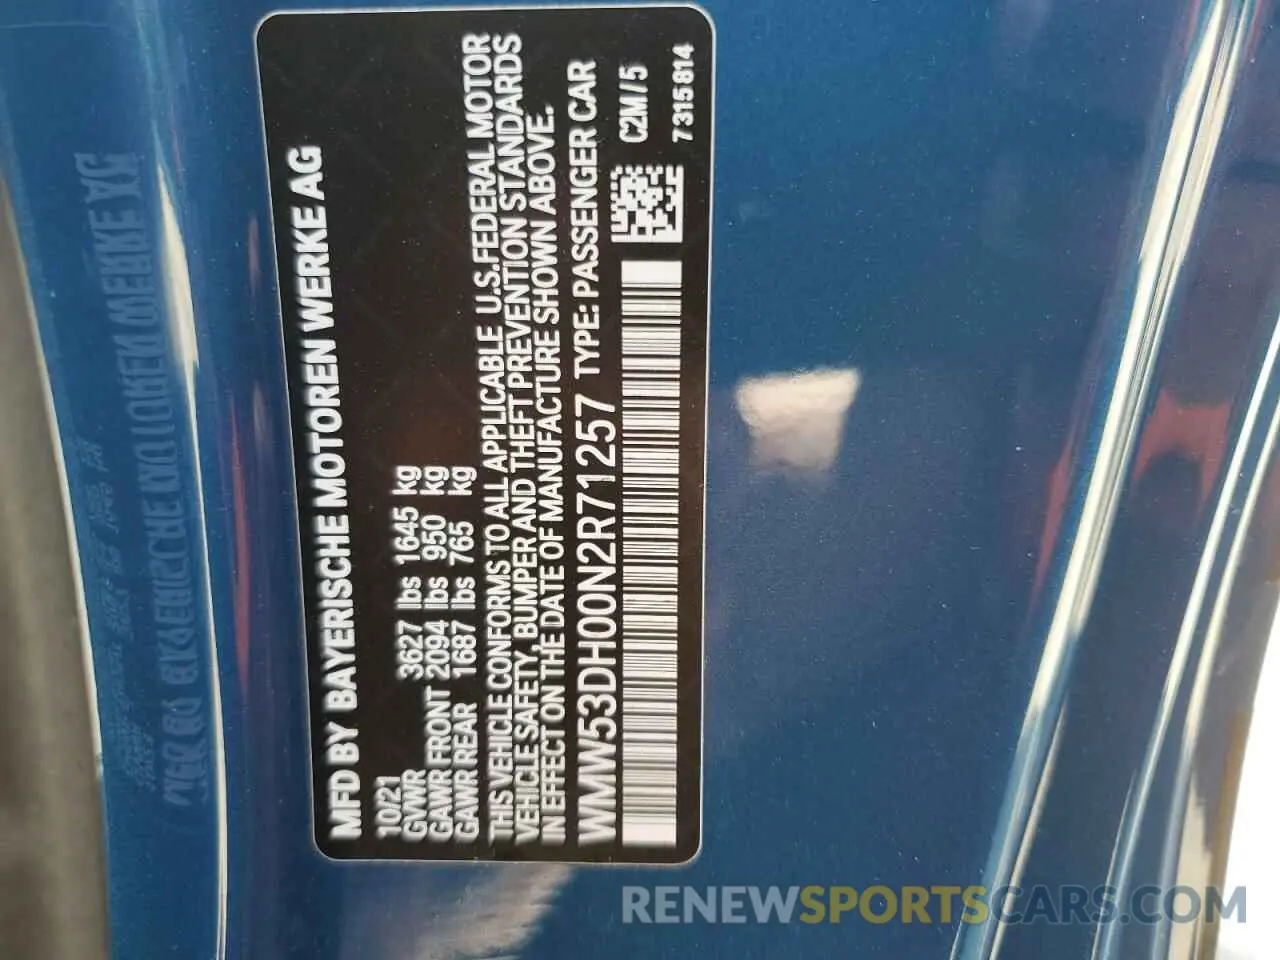 MFD BY BAYERISCHE MOTOREN WERKE AG
10/21
GVWR 3627 lbs 1645 kg
GAWR FRONT 2094 lbs 950 kg
GAWR REAR 1687 lbs 765 kg
THIS VEHICLE CONFORMS TO ALL APPLICABLE U.S.FEDERAL MOTOR
VEHICLE SAFETY, BUMPER AND THEFT PREVENTION STANDARDS
IN EFFECT ON THE DATE OF MANUFACTURE SHOWN ABOVE.
WMW53DH00N2R71257 TYPE: PASSENGER CAR
C2M/5
7315814
RENEWSPORTSCARS.COM